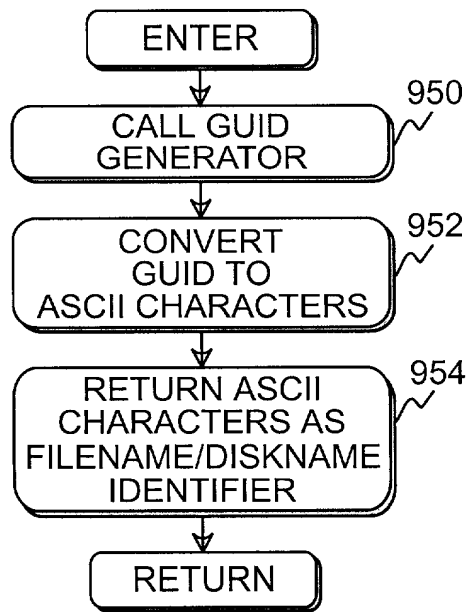 ENTER
950
CALL GUID
GENERATOR
952
CONVERT
GUID TO
ASCII CHARACTERS
954
RETURN ASCII
CHARACTERS AS
FILENAME/DISKNAME
IDENTIFIER
RETURN